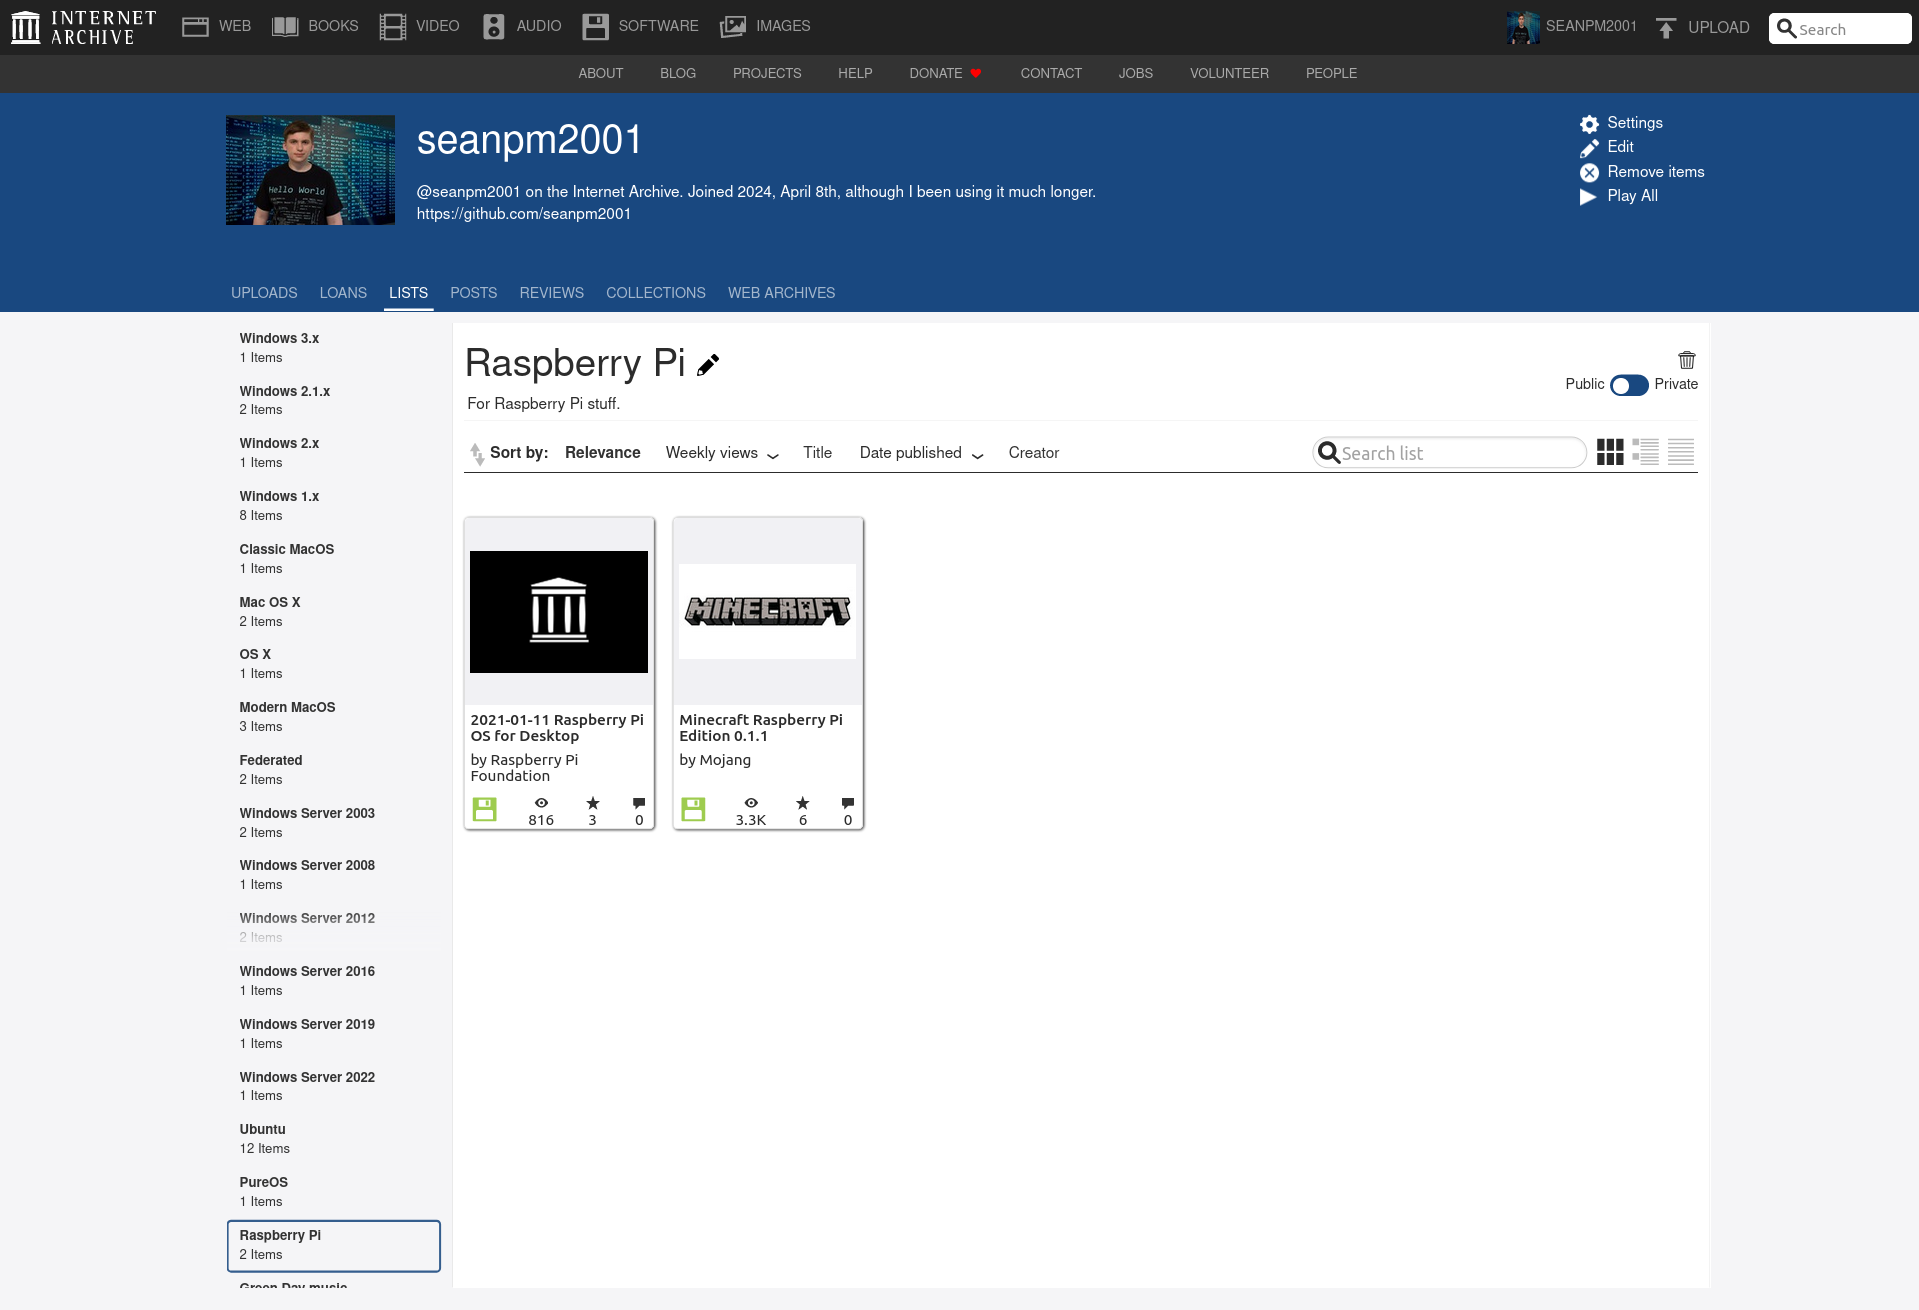 INTERNET
ARCHIVE
WEB
BOOKS
VIDEO
AUDIO
SOFTWARE
IMAGES
SEANPM2001
UPLOAD
Search
ABOUT
BLOG
PROJECTS
HELP
DONATE
CONTACT
JOBS
VOLUNTEER
PEOPLE
Hello World
seanpm2001
@seanpm2001 on the Internet Archive. Joined 2024, April 8th, although I been using it much longer.
https://github.com/seanpm2001
Settings
Edit
Remove items
Play All
UPLOADS
LOANS
LISTS
POSTS
REVIEWS
COLLECTIONS
WEB ARCHIVES
Windows 3.x
1 Items
Windows 2.1.x
2 Items
Windows 2.x
1 Items
Windows 1.x
8 Items
Classic MacOS
1 Items
Mac OS X
2 Items
OS X
1 Items
Modern MacOS
3 Items
Federated
2 Items
Windows Server 2003
2 Items
Windows Server 2008
1 Items
Windows Server 2012
2 Items
Windows Server 2016
1 Items
Windows Server 2019
1 Items
Windows Server 2022
1 Items
Ubuntu
12 Items
PureOS
1 Items
Raspberry Pi
2 Items
Green Day music
Raspberry Pi
For Raspberry Pi stuff.
Public
Private
Sort by:
Relevance
Weekly views
Title
Date published
Creator
Search list
2021-01-11 Raspberry Pi
OS for Desktop
by Raspberry Pi
Foundation
816
3
0
MINECRAFT
Minecraft Raspberry Pi
Edition 0.1.1
by Mojang
3.3K
6
0